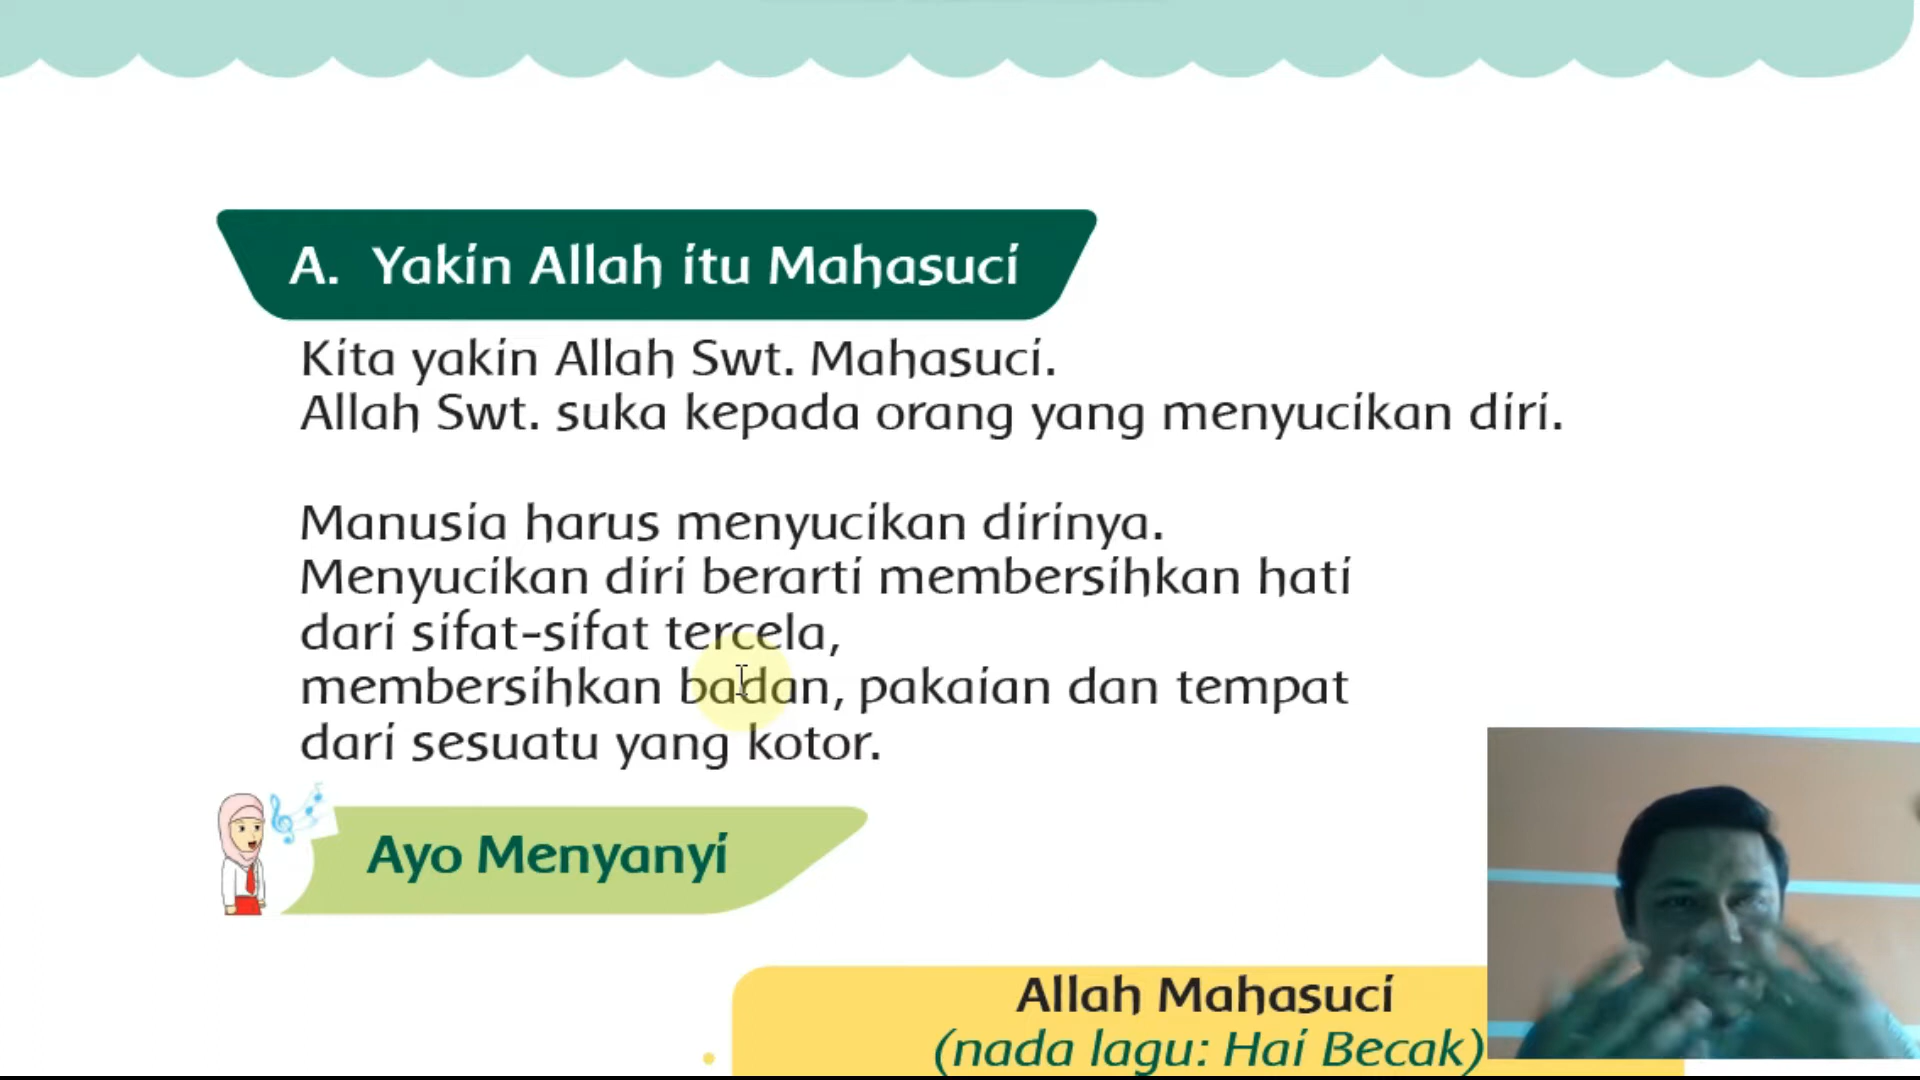 A. Yakin Allah itu Mahasuci
Kita yakin Allah Swt. Mahasuci.
Allah Swt. suka kepada orang yang menyucikan diri.
Manusia harus menyucikan dirinya.
Menyucikan diri berarti membersihkan hati
dari sifat-sifat tercela,
membersihkan badan, pakaian dan tempat
dari sesuatu yang kotor.
Ayo Menyanyi
Allah Mahasuci
(nada lagu: Hai Becak)